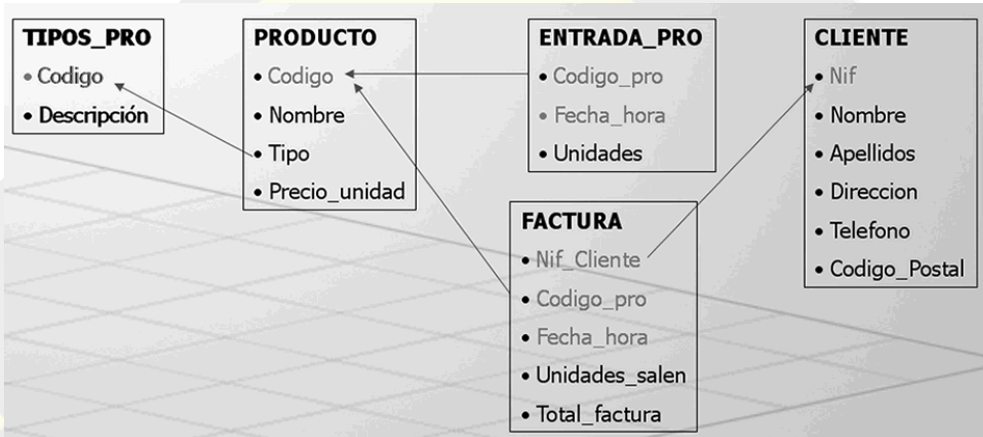 TIPOS_PRO
• Codigo
• Descripción
PRODUCTO
• Codigo
• Nombre
• Tipo
• Precio_unidad
ENTRADA_PRO
• Codigo_pro
• Fecha_hora
• Unidades
CLIENTE
• Nif
• Nombre
• Apellidos
• Direccion
• Telefono
• Codigo_Postal
FACTURA
• Nif_Cliente
• Codigo_pro
• Fecha_hora
• Unidades_salen
• Total_factura